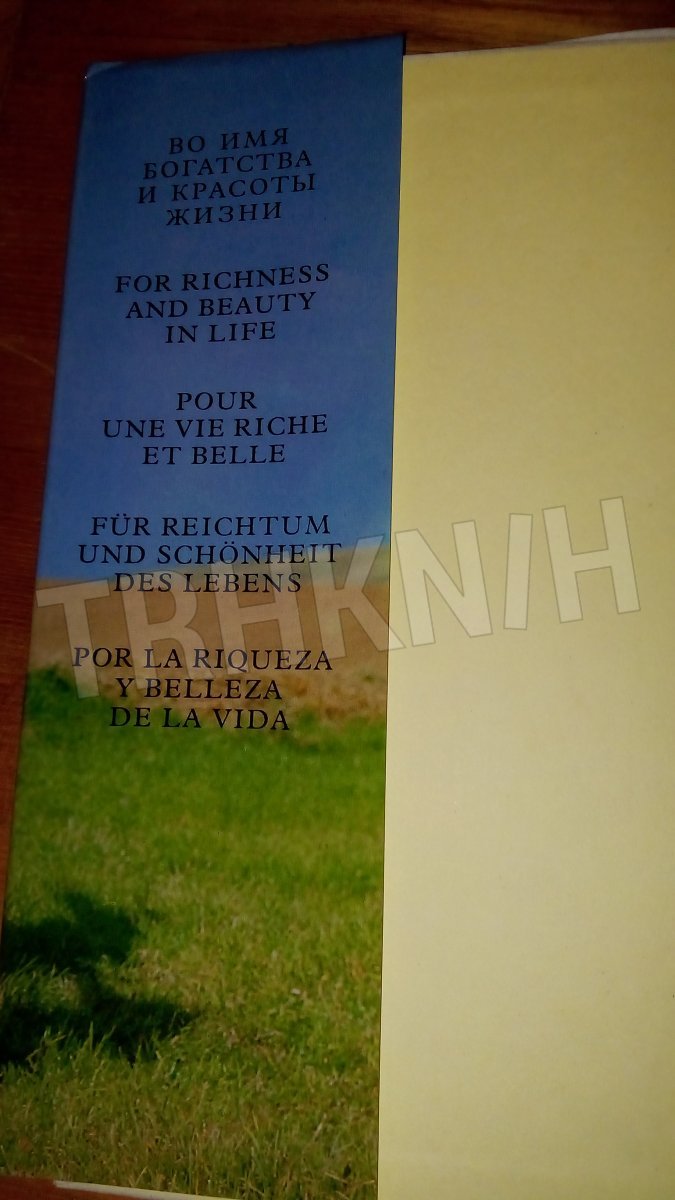 ВО ИМЯ
БОГАТСТВА
И КРАСОТЫ
ЖИЗНИ
FOR RICHNESS
AND BEAUTY
IN LIFE
POUR
UNE VIE RICHE
ET BELLE
FÜR REICHTUM
UND SCHÖNHEIT
DES LEBENS
TRHKNIH
POR LA RIQUEZA
Y BELLEZA
DE LA VIDA